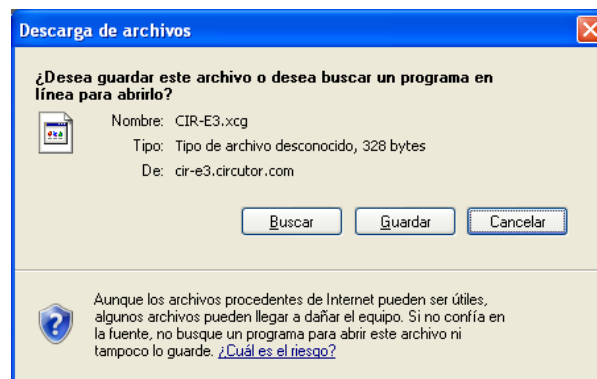 Descarga de archivos
¿Desea guardar este archivo o desea buscar un programa en
línea para abrirlo?
Nombre: CIR-E3.xcg
Tipo: Tipo de archivo desconocido, 328 bytes
De: cir-e3.circutor.com
Buscar Guardar Cancelar
Aunque los archivos procedentes de Internet pueden ser útiles,
algunos archivos pueden llegar a dañar el equipo. Si no confía en
la fuente, no busque un programa para abrir este archivo ni
tampoco lo guarde. ¿Cuál es el riesgo?